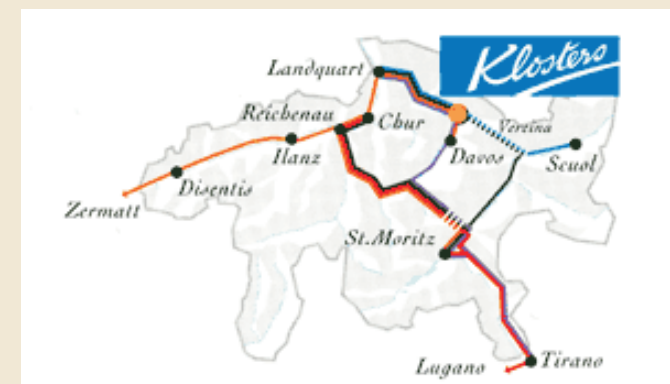 Klosters
Landquart
Reichenau
Chur
Vereina
Ilanz
Davos
Scuol
Disentis
Zermatt
St.Moritz
Lugano
Tirano